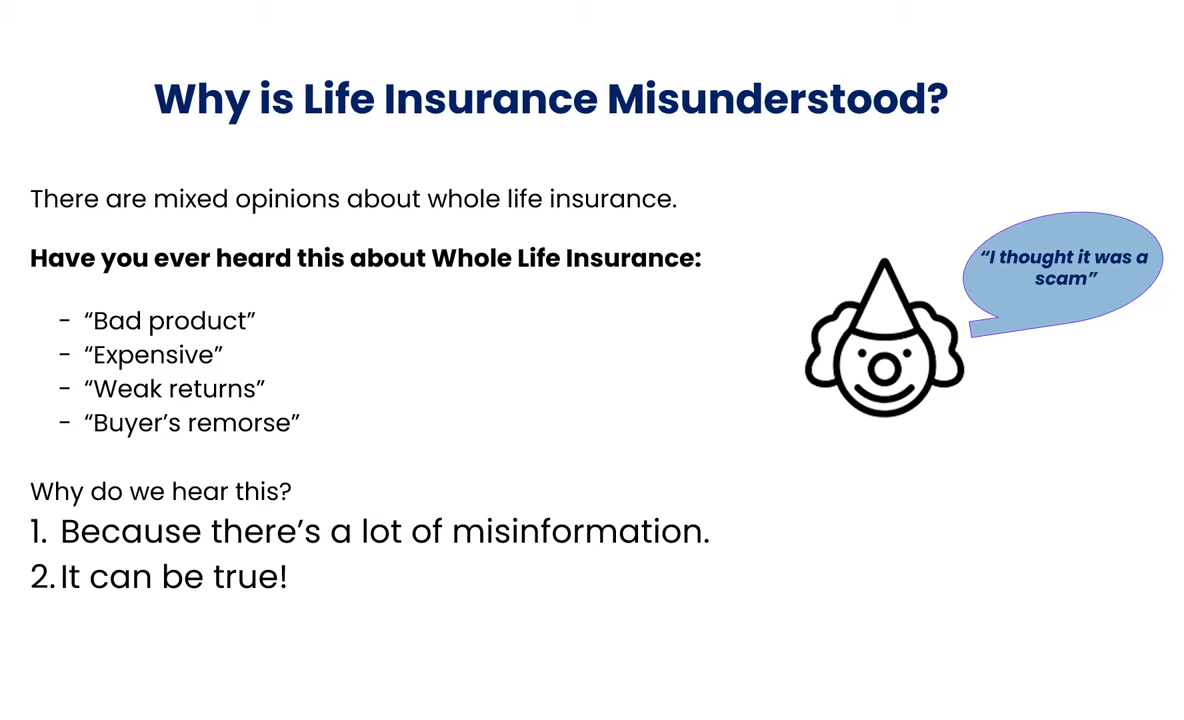 Why is Life Insurance Misunderstood?
There are mixed opinions about whole life insurance.
Have you ever heard this about Whole Life Insurance:
- “Bad product”
- “Expensive”
- “Weak returns”
- “Buyer’s remorse”
“I thought it was a
scam”
Why do we hear this?
1. Because there’s a lot of misinformation.
2. It can be true!